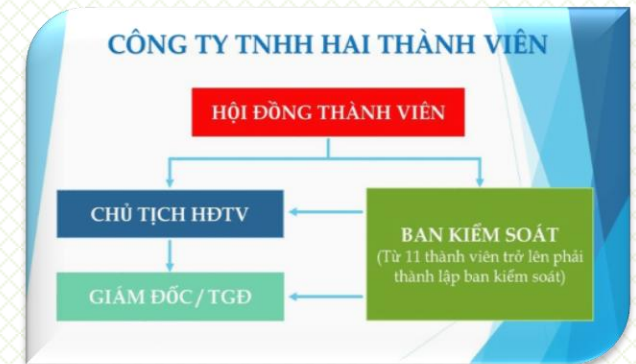 CÔNG TY TNHH HAI THÀNH VIÊN
HỘI ĐỒNG THÀNH VIÊN
CHỦ TỊCH HĐTV
BAN KIỂM SOÁT
(Từ 11 thành viên trở lên phải
thành lập ban kiểm soát)
GIÁM ĐỐC / TGĐ